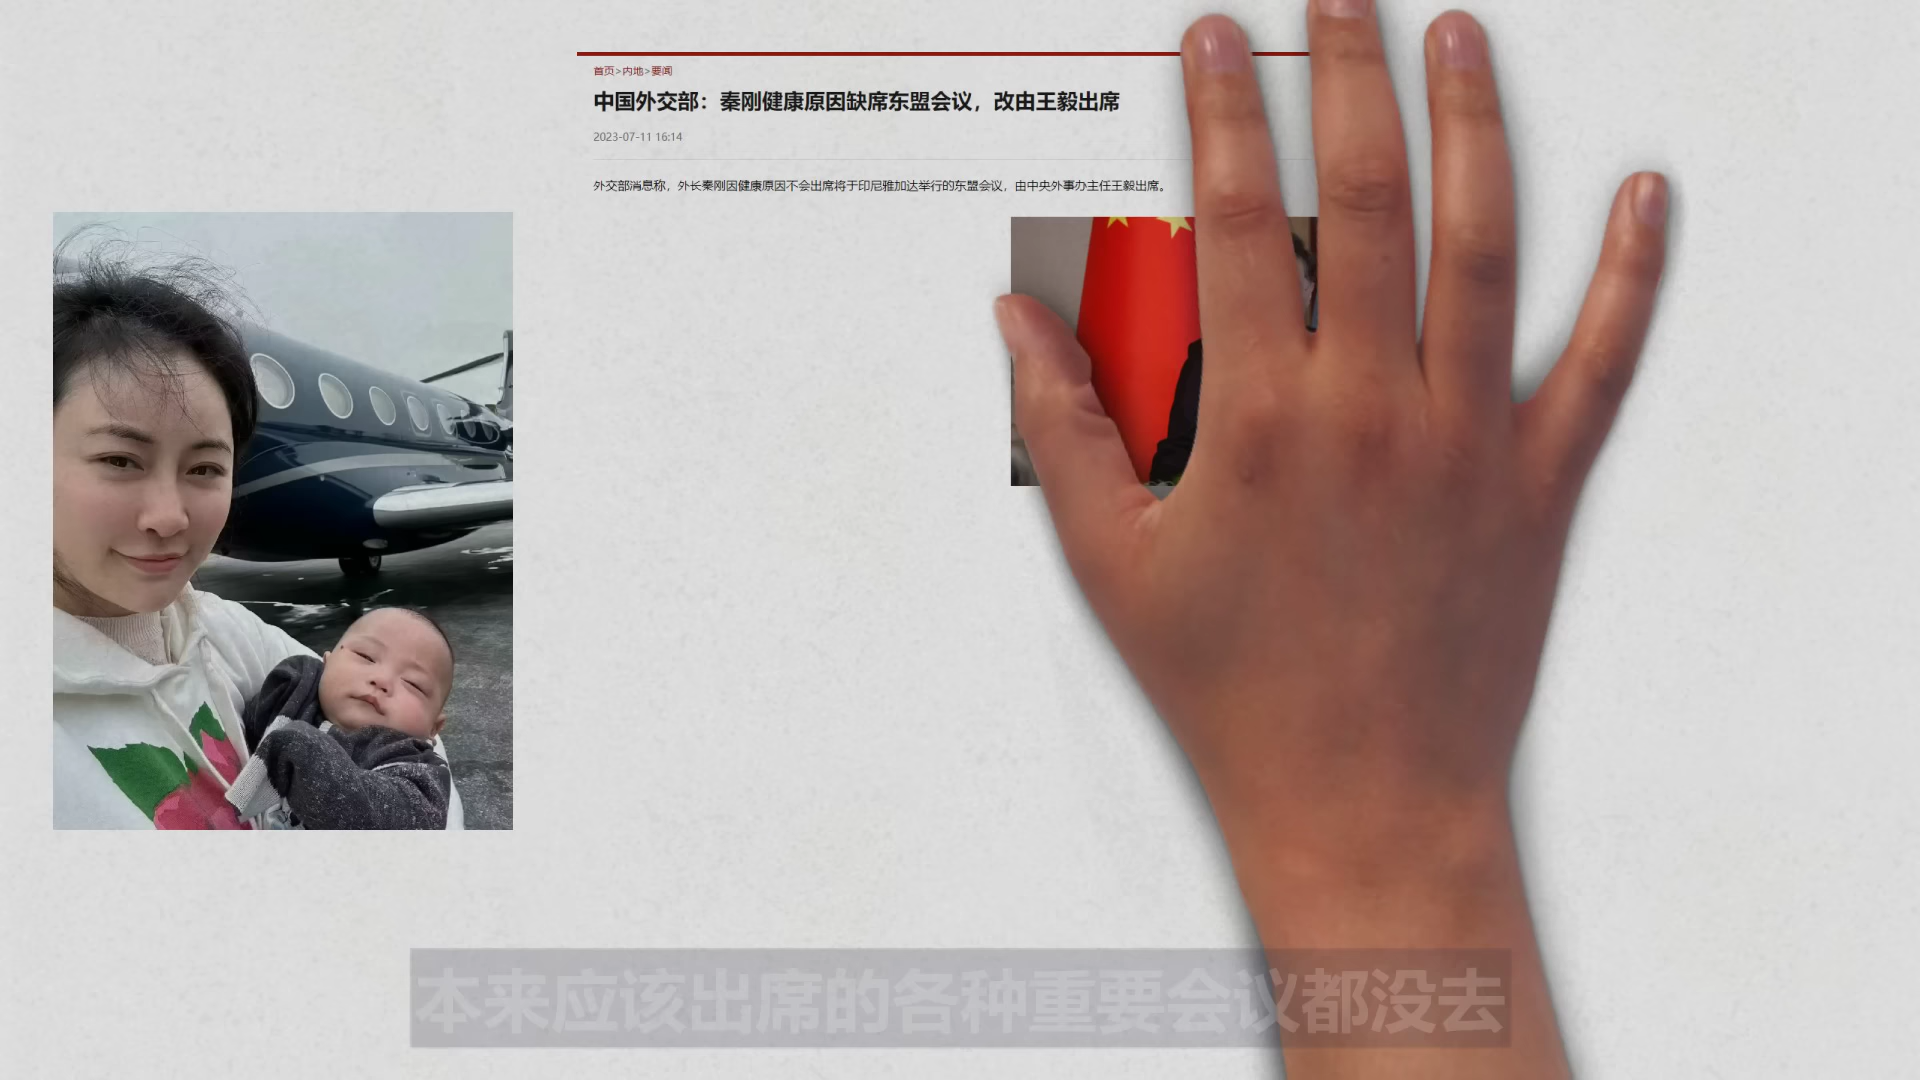 首页>内地>要闻
中国外交部：秦刚健康原因缺席东盟会议，改由王毅出席
2023-07-11 16:14
外交部消息称，外长秦刚因健康原因不会出席将于印尼雅加达举行的东盟会议，由中央外事办主任王毅出席。
本来应该出席的各种重要会议都没去